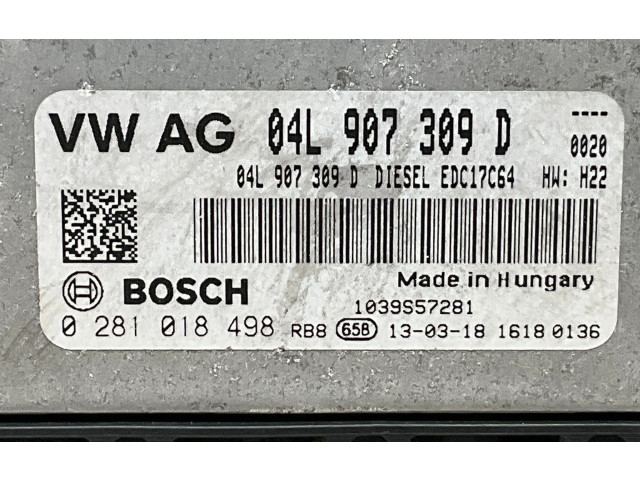 VW AG 04L 907 309 D ----
0020
04L 907 309 D DIESEL EDC17C64 HW: H22
BOSCH Made in Hungary
1039S57281
0 281 018 498 RB8 658 13-03-18 1618 0136